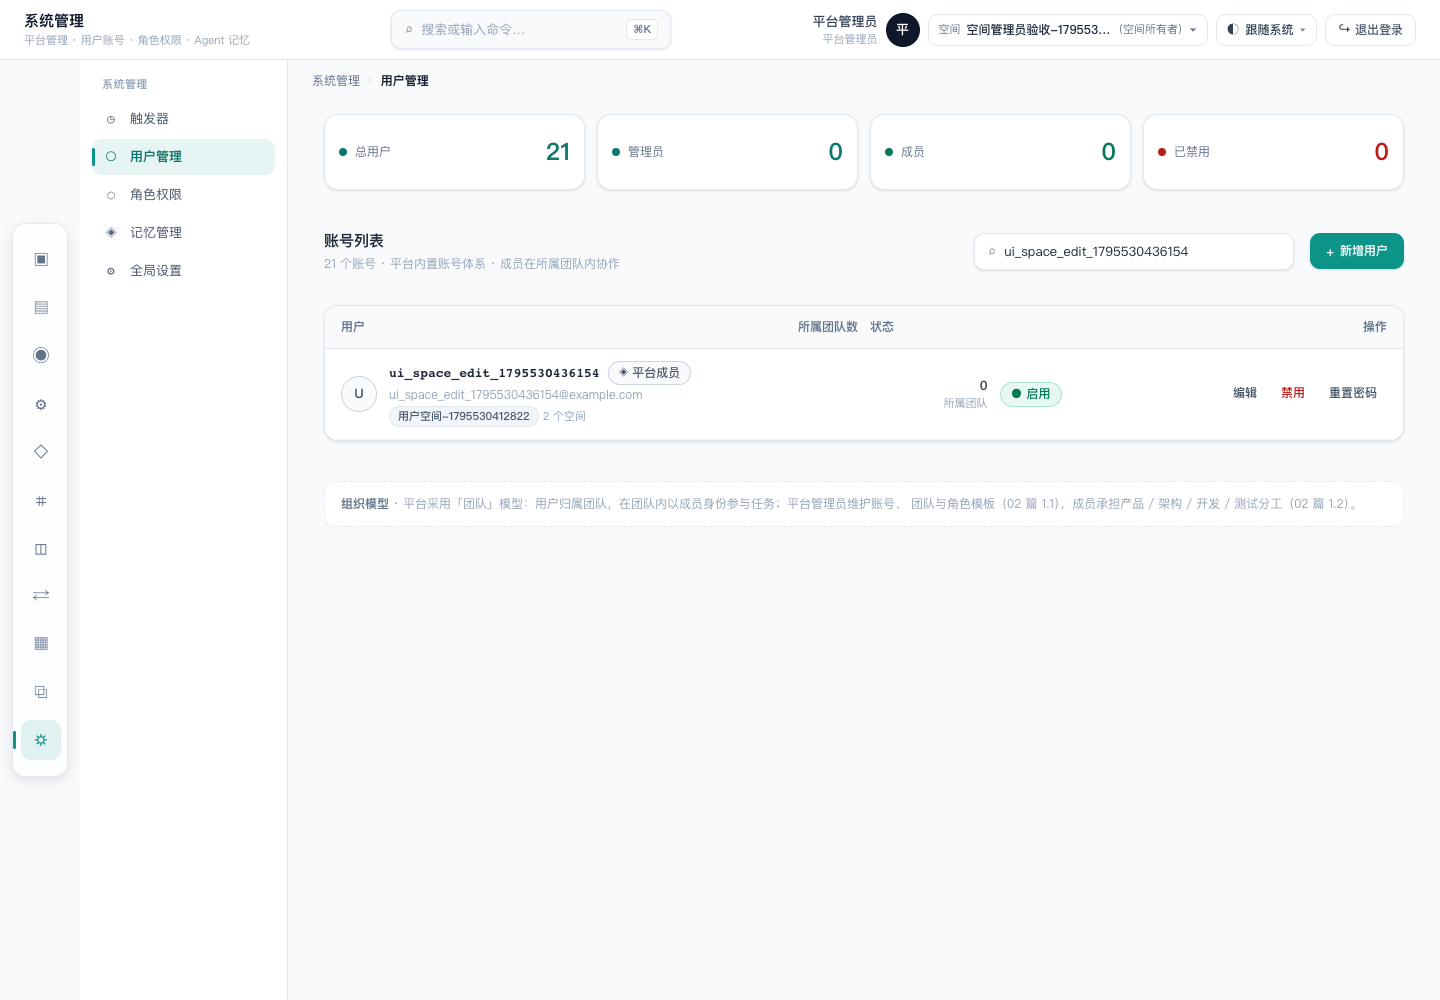 系统管理
平台管理 · 用户账号 · 角色权限 · Agent 记忆
搜索或输入命令… ⌘K
平台管理员
平台管理员
平
空间 空间管理员验收-179553… (空间所有者)
跟随系统
退出登录
系统管理
触发器
用户管理
角色权限
记忆管理
全局设置
系统管理 › 用户管理
总用户 21
管理员 0
成员 0
已禁用 0
账号列表
21 个账号 · 平台内置账号体系 · 成员在所属团队内协作
ui_space_edit_1795530436154
+ 新增用户
用户 所属团队数 状态 操作
U
ui_space_edit_1795530436154 ◈ 平台成员
ui_space_edit_1795530436154@example.com
用户空间-1795530412822 2 个空间
0
所属团队
启用
编辑 禁用 重置密码
组织模型 · 平台采用「团队」模型：用户归属团队，在团队内以成员身份参与任务；平台管理员维护账号、 团队与角色模板（02 篇 1.1），成员承担产品 / 架构 / 开发 / 测试分工（02 篇 1.2）。